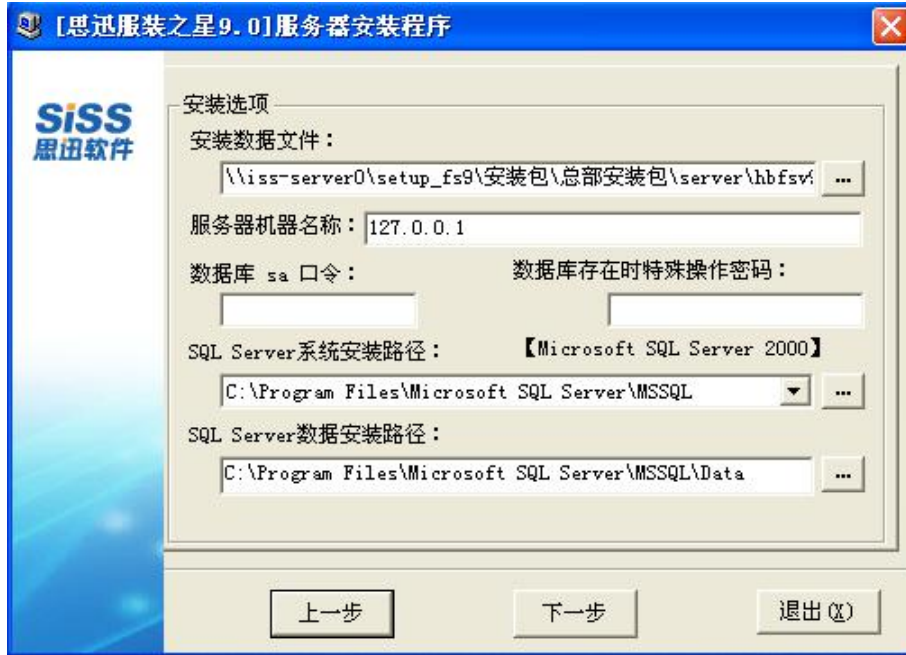 [思迅服装之星9.0]服务器安装程序
SiSS
思迅软件
安装选项
安装数据文件：
\\iss-server0\setup_fs9\安装包\总部安装包\server\hbfsv9
...
服务器机器名称：127.0.0.1
数据库 sa 口令： 数据库存在时特殊操作密码：
SQL Server系统安装路径： 【Microsoft SQL Server 2000】
C:\Program Files\Microsoft SQL Server\MSSQL
...
SQL Server数据安装路径：
C:\Program Files\Microsoft SQL Server\MSSQL\Data
...
上一步 下一步 退出(X)